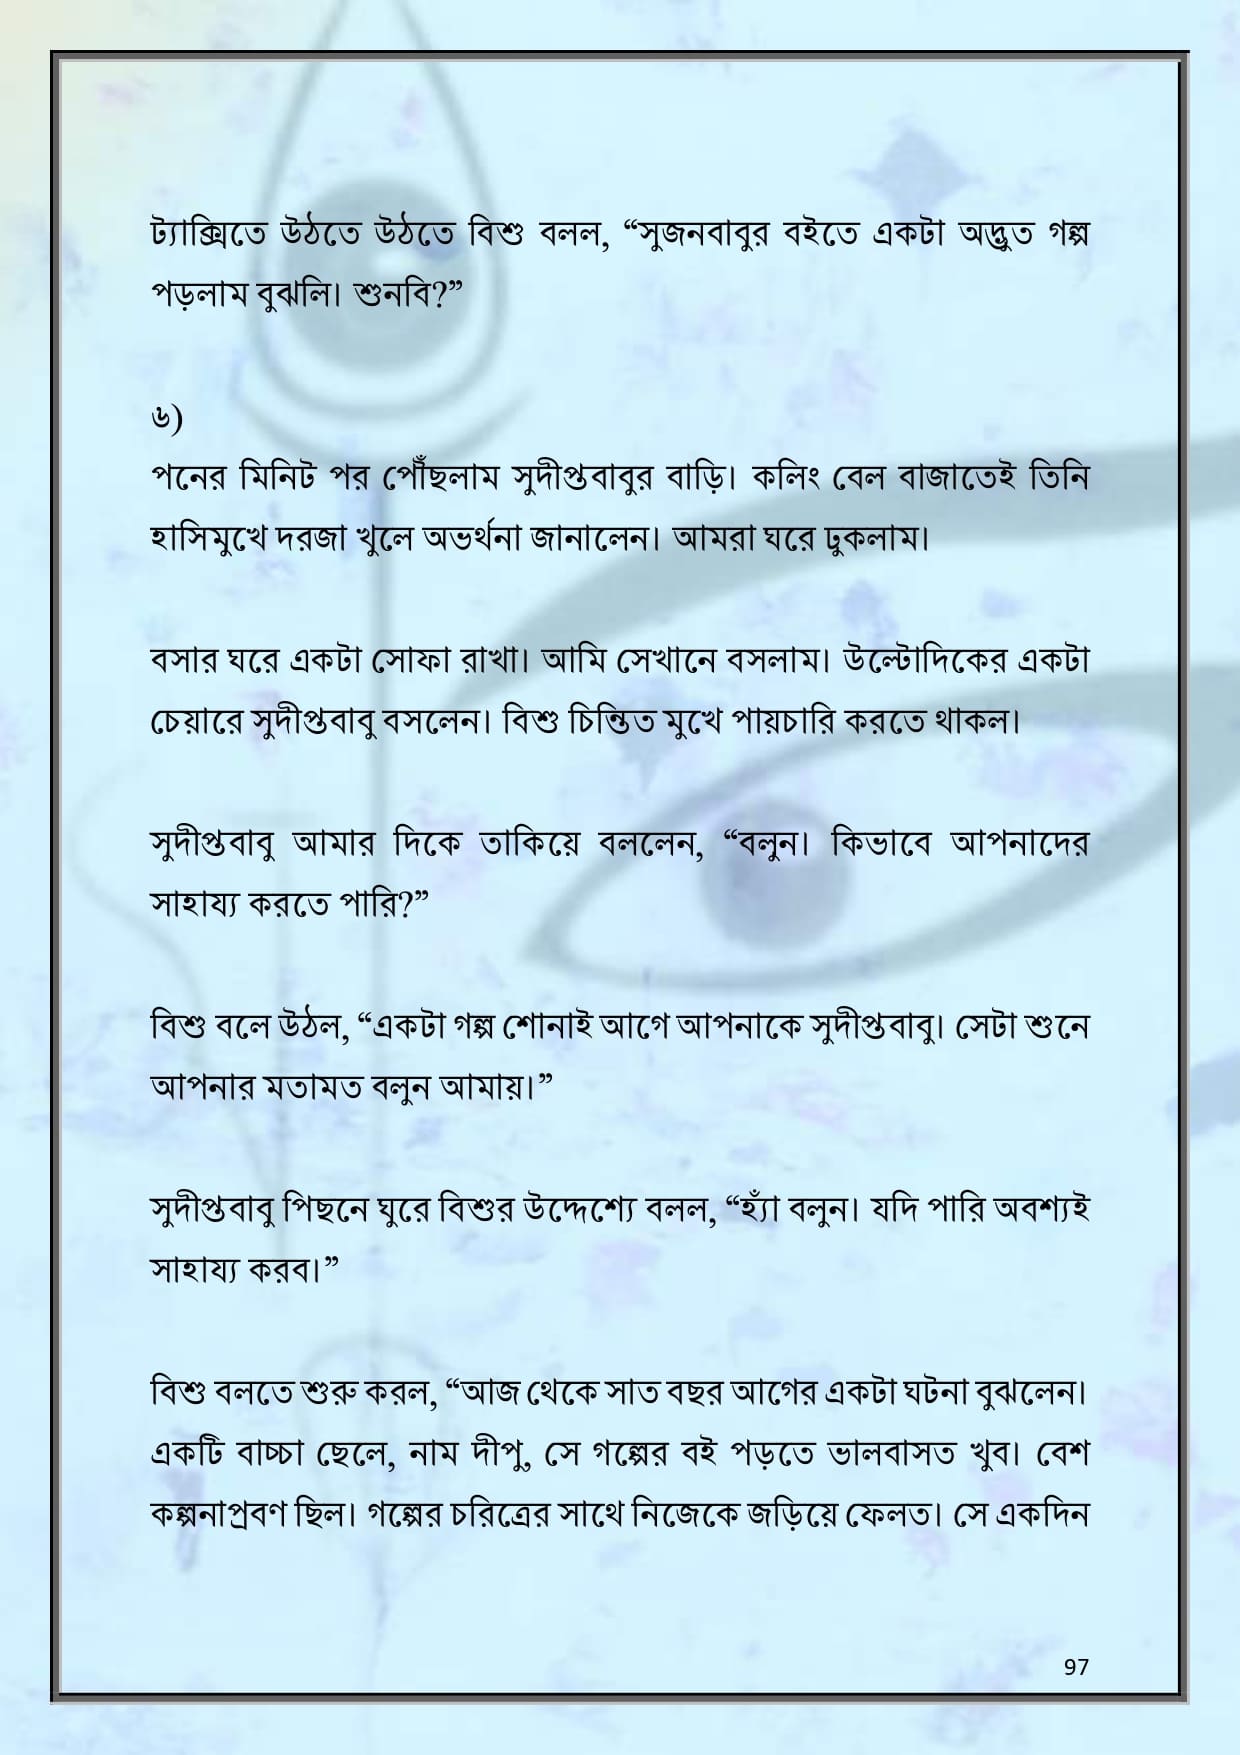 ট্যাক্সিতে উঠতে উঠতে বিশু বলল, “সুজনবাবুর বইতে একটা অদ্ভুত গল্প
পড়লাম বুঝলি। শুনবি?”
৬)
পনের মিনিট পর পৌঁছলাম সুদীপ্তবাবুর বাড়ি। কলিং বেল বাজাতেই তিনি
হাসিমুখে দরজা খুলে অভর্থনা জানালেন। আমরা ঘরে ঢুকলাম।
বসার ঘরে একটা সোফা রাখা। আমি সেখানে বসলাম। উল্টোদিকের একটা
চেয়ারে সুদীপ্তবাবু বসলেন। বিশু চিন্তিত মুখে পায়চারি করতে থাকল।
সুদীপ্তবাবু আমার দিকে তাকিয়ে বললেন, “বলুন। কিভাবে আপনাদের
সাহায্য করতে পারি?”
বিশু বলে উঠল, “একটা গল্প শোনাই আগে আপনাকে সুদীপ্তবাবু। সেটা শুনে
আপনার মতামত বলুন আমায়।”
সুদীপ্তবাবু পিছনে ঘুরে বিশুর উদ্দেশ্যে বলল, “হ্যাঁ বলুন। যদি পারি অবশ্যই
সাহায্য করব।”
বিশু বলতে শুরু করল, “আজ থেকে সাত বছর আগের একটা ঘটনা বুঝলেন।
একটি বাচ্চা ছেলে, নাম দীপু, সে গল্পের বই পড়তে ভালবাসত খুব। বেশ
কল্পনাপ্রবণ ছিল। গল্পের চরিত্রের সাথে নিজেকে জড়িয়ে ফেলত। সে একদিন
97